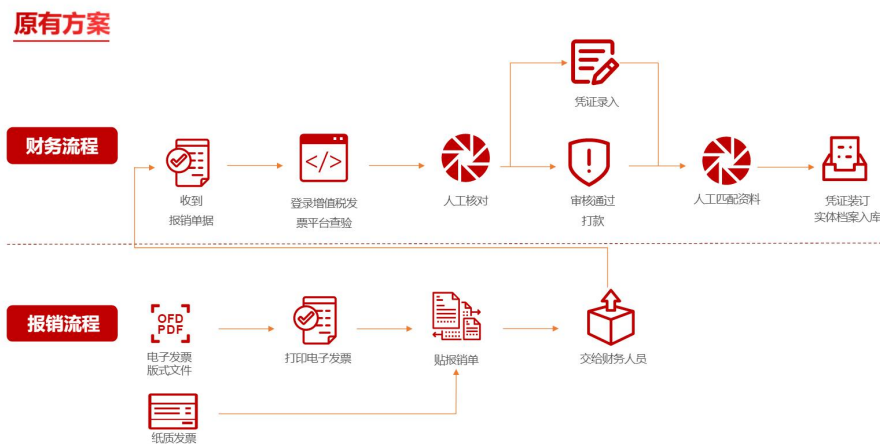 原有方案
凭证录入
财务流程
收到
报销单据
登录增值税发
票平台查验
</>
人工核对
审核通过
打款
人工匹配资料
凭证装订
实体档案入库
报销流程
OFD
PDF
电子发票
版式文件
打印电子发票
贴报销单
交给财务人员
纸质发票